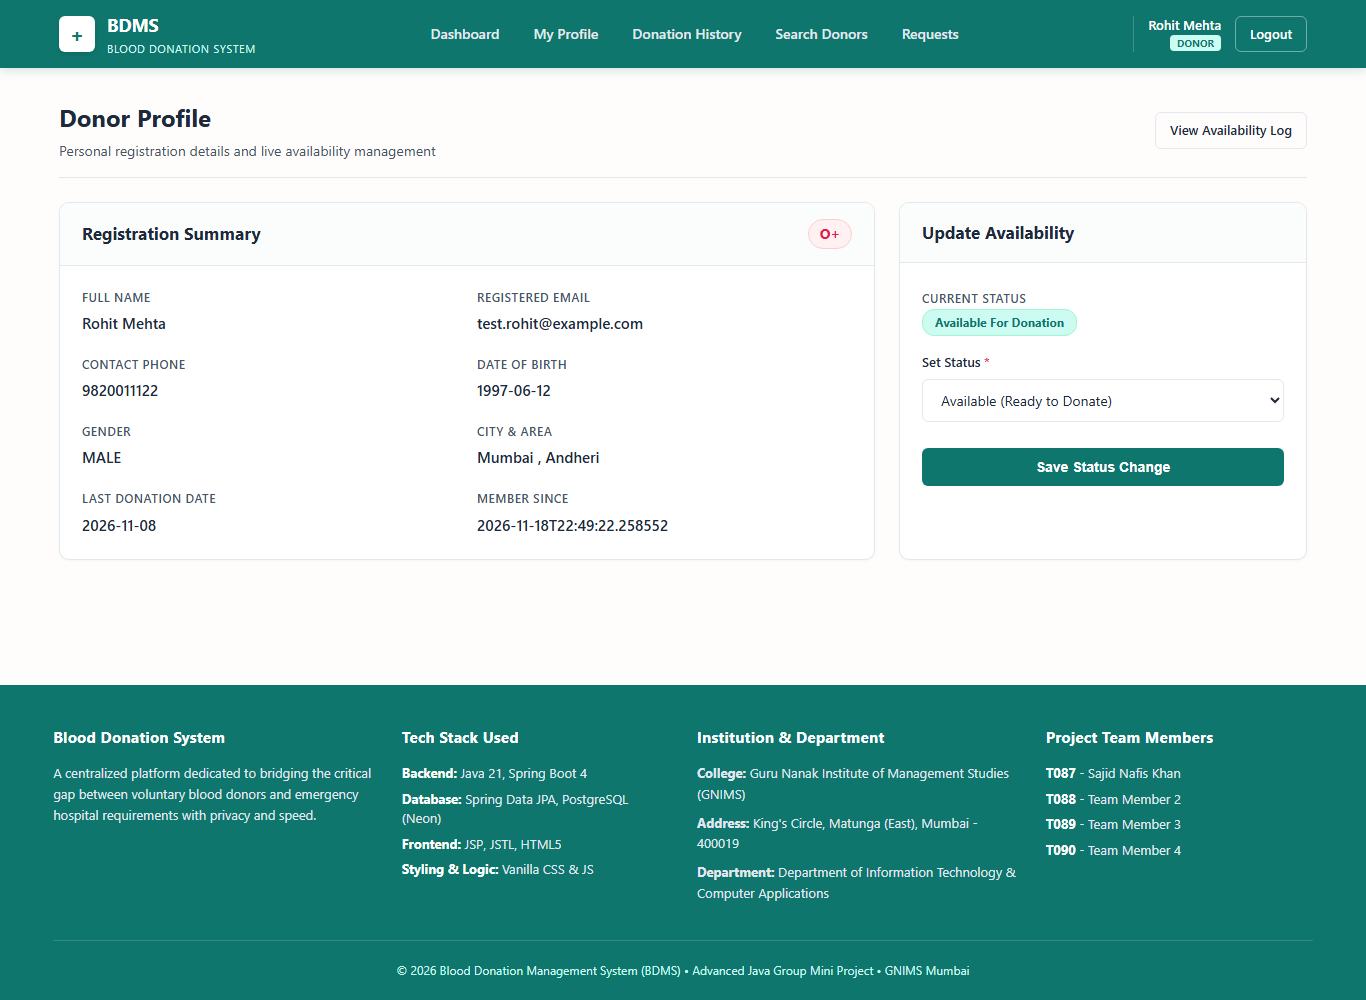 +
BDMS
BLOOD DONATION SYSTEM
Dashboard
My Profile
Donation History
Search Donors
Requests
Rohit Mehta
DONOR
Logout
Donor Profile
Personal registration details and live availability management
View Availability Log
Registration Summary
O+
FULL NAME
Rohit Mehta
REGISTERED EMAIL
test.rohit@example.com
CONTACT PHONE
9820011122
DATE OF BIRTH
1997-06-12
GENDER
MALE
CITY & AREA
Mumbai , Andheri
LAST DONATION DATE
2026-11-08
MEMBER SINCE
2026-11-18T22:49:22.258552
Update Availability
CURRENT STATUS
Available For Donation
Set Status *
Available (Ready to Donate)
Save Status Change
Blood Donation System
A centralized platform dedicated to bridging the critical
gap between voluntary blood donors and emergency
hospital requirements with privacy and speed.
Tech Stack Used
Backend: Java 21, Spring Boot 4
Database: Spring Data JPA, PostgreSQL
(Neon)
Frontend: JSP, JSTL, HTML5
Styling & Logic: Vanilla CSS & JS
Institution & Department
College: Guru Nanak Institute of Management Studies
(GNIMS)
Address: King's Circle, Matunga (East), Mumbai -
400019
Department: Department of Information Technology &
Computer Applications
Project Team Members
T087 - Sajid Nafis Khan
T088 - Team Member 2
T089 - Team Member 3
T090 - Team Member 4
© 2026 Blood Donation Management System (BDMS) • Advanced Java Group Mini Project • GNIMS Mumbai